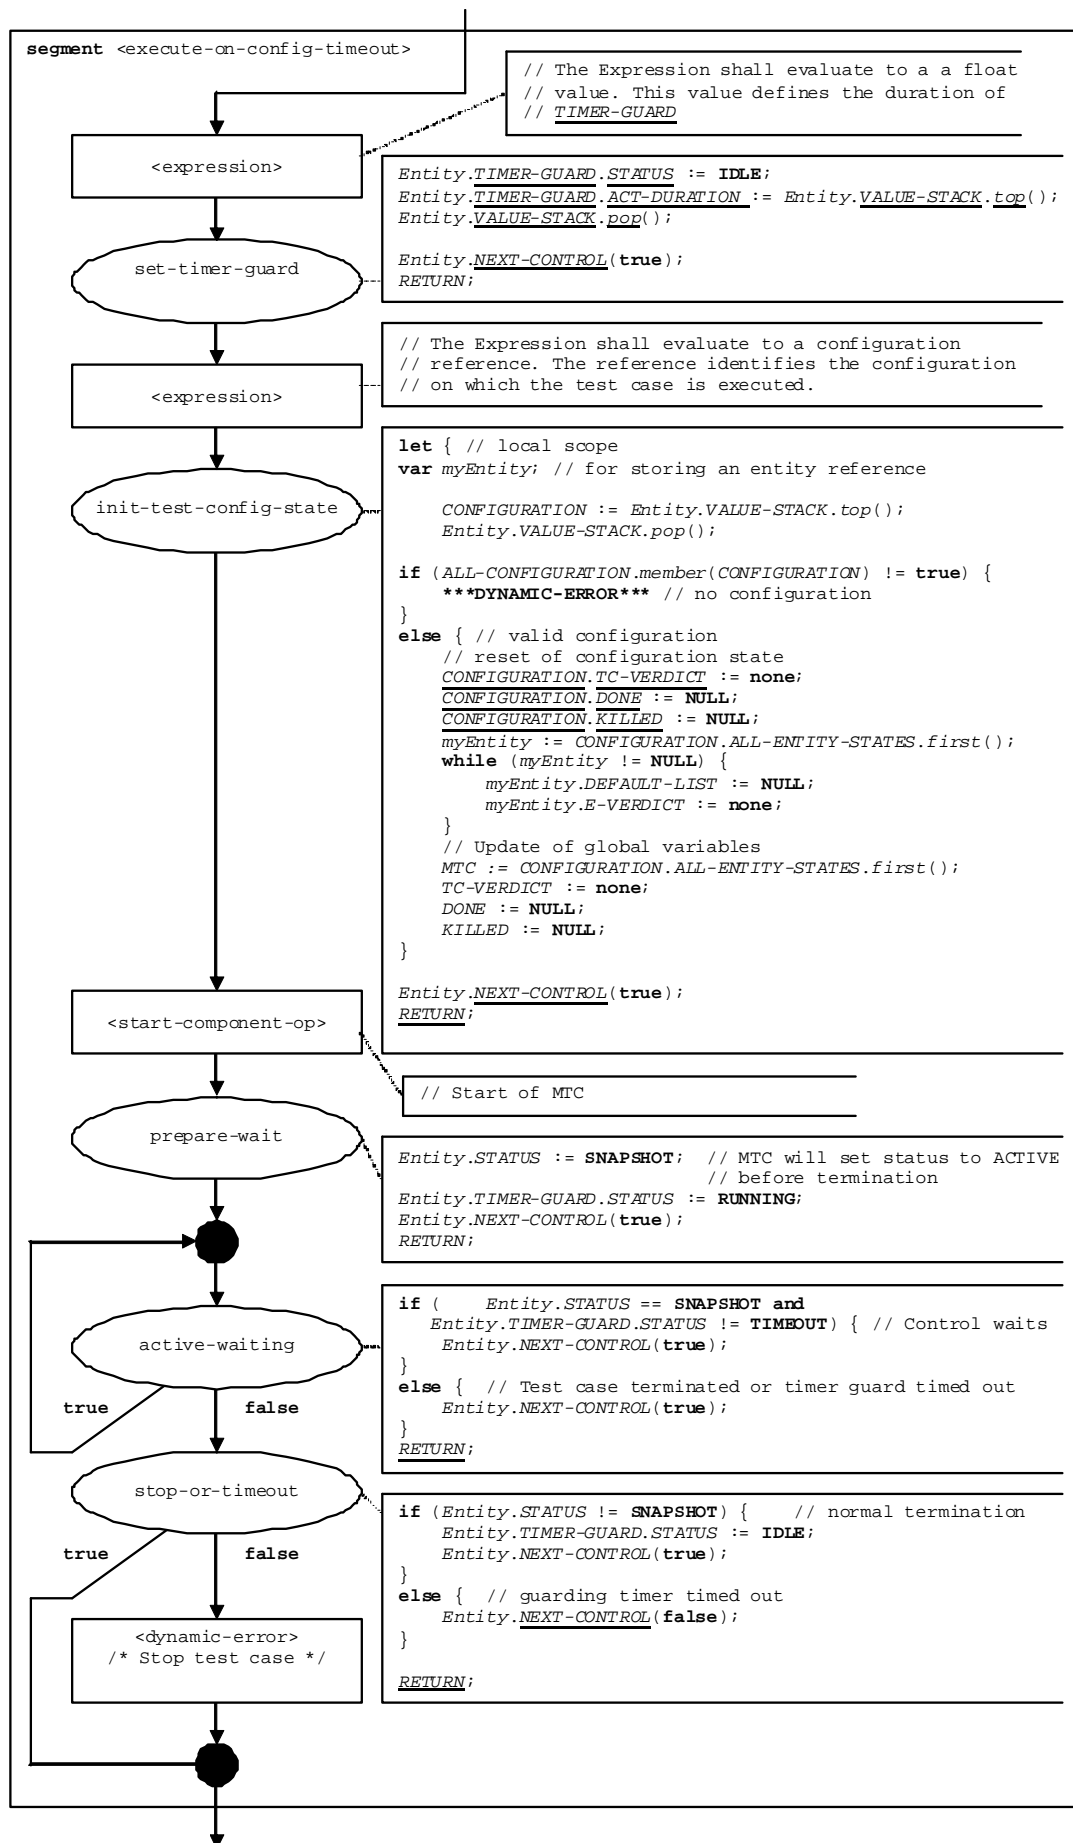 segment <execute-on-config-timeout>
// The Expression shall evaluate to a a float
// value. This value defines the duration of
// TIMER-GUARD
<expression>
Entity.TIMER-GUARD.STATUS := IDLE;
Entity.TIMER-GUARD.ACT-DURATION := Entity.VALUE-STACK.top();
Entity.VALUE-STACK.pop();
Entity.NEXT-CONTROL(true);
RETURN;
set-timer-guard
// The Expression shall evaluate to a configuration
// reference. The reference identifies the configuration
// on which the test case is executed.
<expression>
let { // local scope
var myEntity; // for storing an entity reference
CONFIGURATION := Entity.VALUE-STACK.top();
Entity.VALUE-STACK.pop();
if (ALL-CONFIGURATION.member(CONFIGURATION) != true) {
***DYNAMIC-ERROR*** // no configuration
}
else { // valid configuration
// reset of configuration state
CONFIGURATION.TC-VERDICT := none;
CONFIGURATION.DONE := NULL;
CONFIGURATION.KILLED := NULL;
myEntity := CONFIGURATION.ALL-ENTITY-STATES.first();
while (myEntity != NULL) {
myEntity.DEFAULT-LIST := NULL;
myEntity.E-VERDICT := none;
}
// Update of global variables
MTC := CONFIGURATION.ALL-ENTITY-STATES.first();
TC-VERDICT := none;
DONE := NULL;
KILLED := NULL;
}
Entity.NEXT-CONTROL(true);
RETURN;
init-test-config-state
<start-component-op>
// Start of MTC
prepare-wait
Entity.STATUS := SNAPSHOT; // MTC will set status to ACTIVE
// before termination
Entity.TIMER-GUARD.STATUS := RUNNING;
Entity.NEXT-CONTROL(true);
RETURN;
active-waiting
true
false
if ( Entity.STATUS == SNAPSHOT and
Entity.TIMER-GUARD.STATUS != TIMEOUT) { // Control waits
Entity.NEXT-CONTROL(true);
}
else { // Test case terminated or timer guard timed out
Entity.NEXT-CONTROL(true);
}
RETURN;
stop-or-timeout
true
false
if (Entity.STATUS != SNAPSHOT) { // normal termination
Entity.TIMER-GUARD.STATUS := IDLE;
Entity.NEXT-CONTROL(true);
}
else { // guarding timer timed out
Entity.NEXT-CONTROL(false);
}
RETURN;
<dynamic-error>
/* Stop test case */